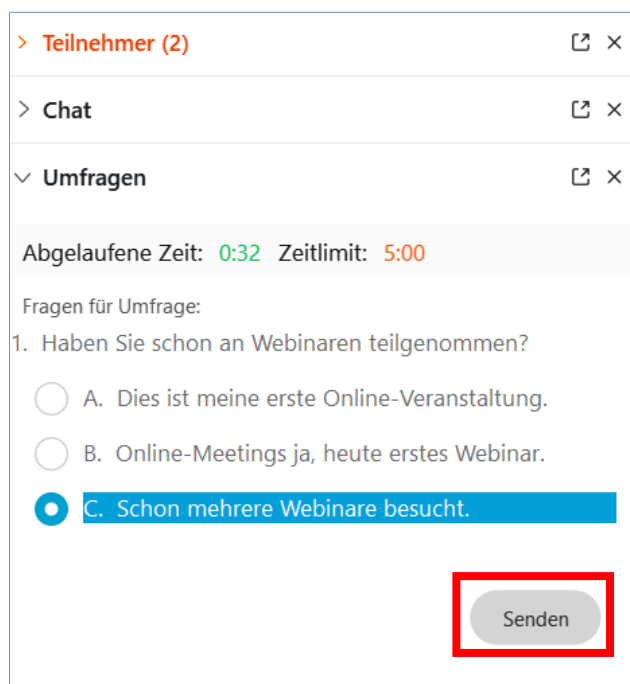 Teilnehmer (2)
Chat
Umfragen
Abgelaufene Zeit: 0:32 Zeitlimit: 5:00
Fragen für Umfrage:
1. Haben Sie schon an Webinaren teilgenommen?
A. Dies ist meine erste Online-Veranstaltung.
B. Online-Meetings ja, heute erstes Webinar.
C. Schon mehrere Webinare besucht.
Senden